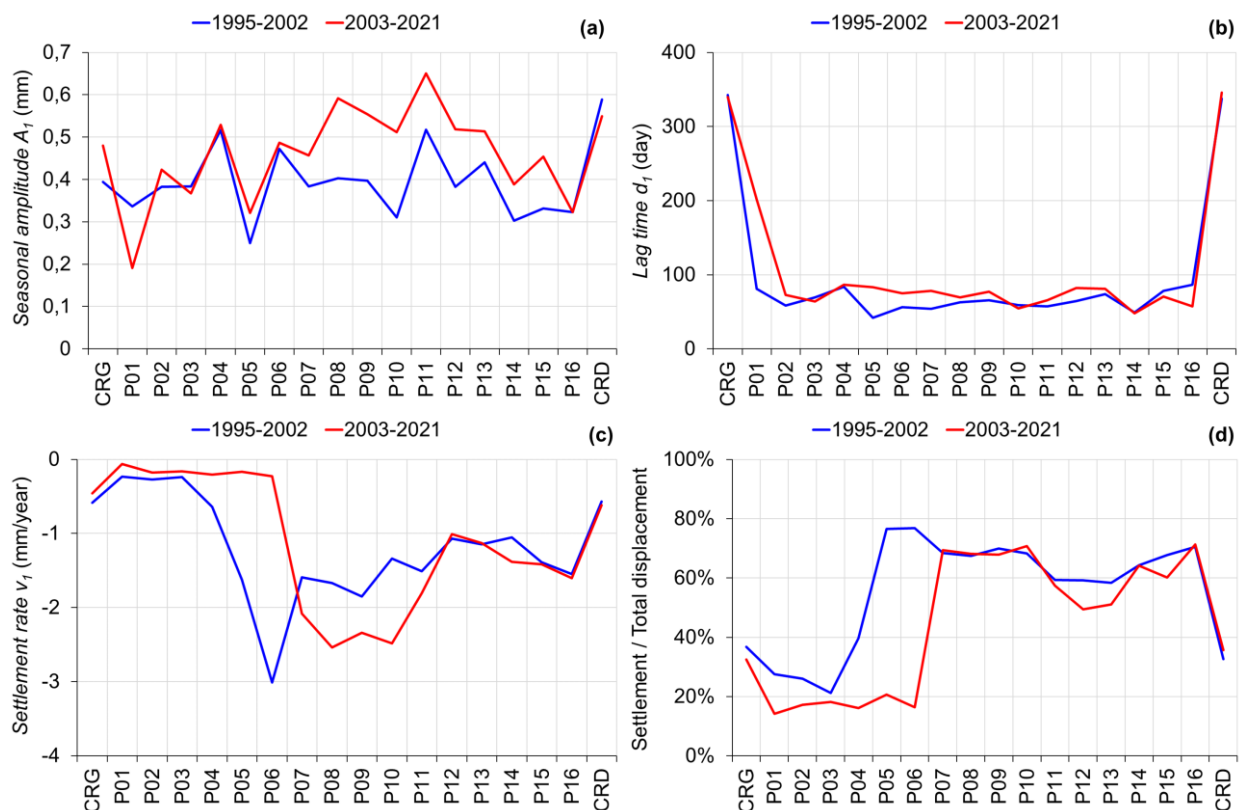 1995-2002 2003-2021 (a)
Seasonal amplitude A1 (mm)
0,7
0,6
0,5
0,4
0,3
0,2
0,1
0
CRG P01 P02 P03 P04 P05 P06 P07 P08 P09 P10 P11 P12 P13 P14 P15 P16 CRD
1995-2002 2003-2021 (b)
Lag time d1 (day)
400
300
200
100
0
CRG P01 P02 P03 P04 P05 P06 P07 P08 P09 P10 P11 P12 P13 P14 P15 P16 CRD
1995-2002 2003-2021 (c)
Settlement rate v1 (mm/year)
0
-1
-2
-3
-4
CRG P01 P02 P03 P04 P05 P06 P07 P08 P09 P10 P11 P12 P13 P14 P15 P16 CRD
1995-2002 2003-2021 (d)
Settlement / Total displacement
100%
80%
60%
40%
20%
0%
CRG P01 P02 P03 P04 P05 P06 P07 P08 P09 P10 P11 P12 P13 P14 P15 P16 CRD